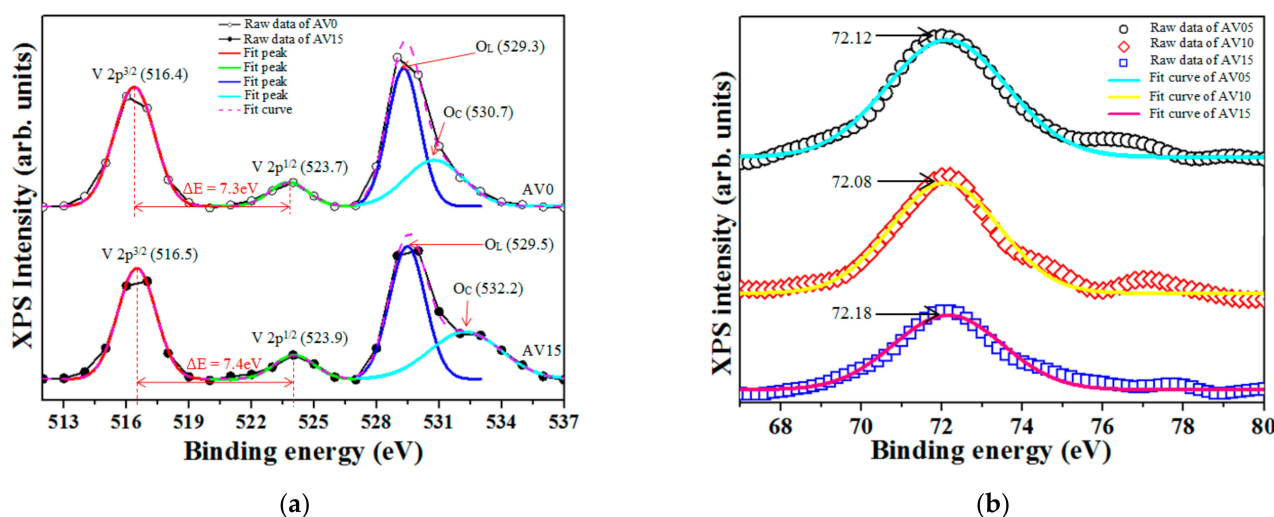 Raw data of AV0
Raw data of AV15
Fit peak
Fit peak
Fit peak
Fit peak
Fit curve
V 2p3/2 (516.4)
OL (529.3)
OC (530.7)
V 2p1/2 (523.7)
ΔE = 7.3eV
AV0
V 2p3/2 (516.5)
OL (529.5)
OC (532.2)
V 2p1/2 (523.9)
ΔE = 7.4eV
AV15
XPS Intensity (arb. units)
513 516 519 522 525 528 531 534 537
Binding energy (eV)
(a)
72.12
Raw data of AV05
Raw data of AV10
Raw data of AV15
Fit curve of AV05
Fit curve of AV10
Fit curve of AV15
72.08
72.18
XPS intensity (arb. units)
68 70 72 74 76 78 80
Binding energy (eV)
(b)